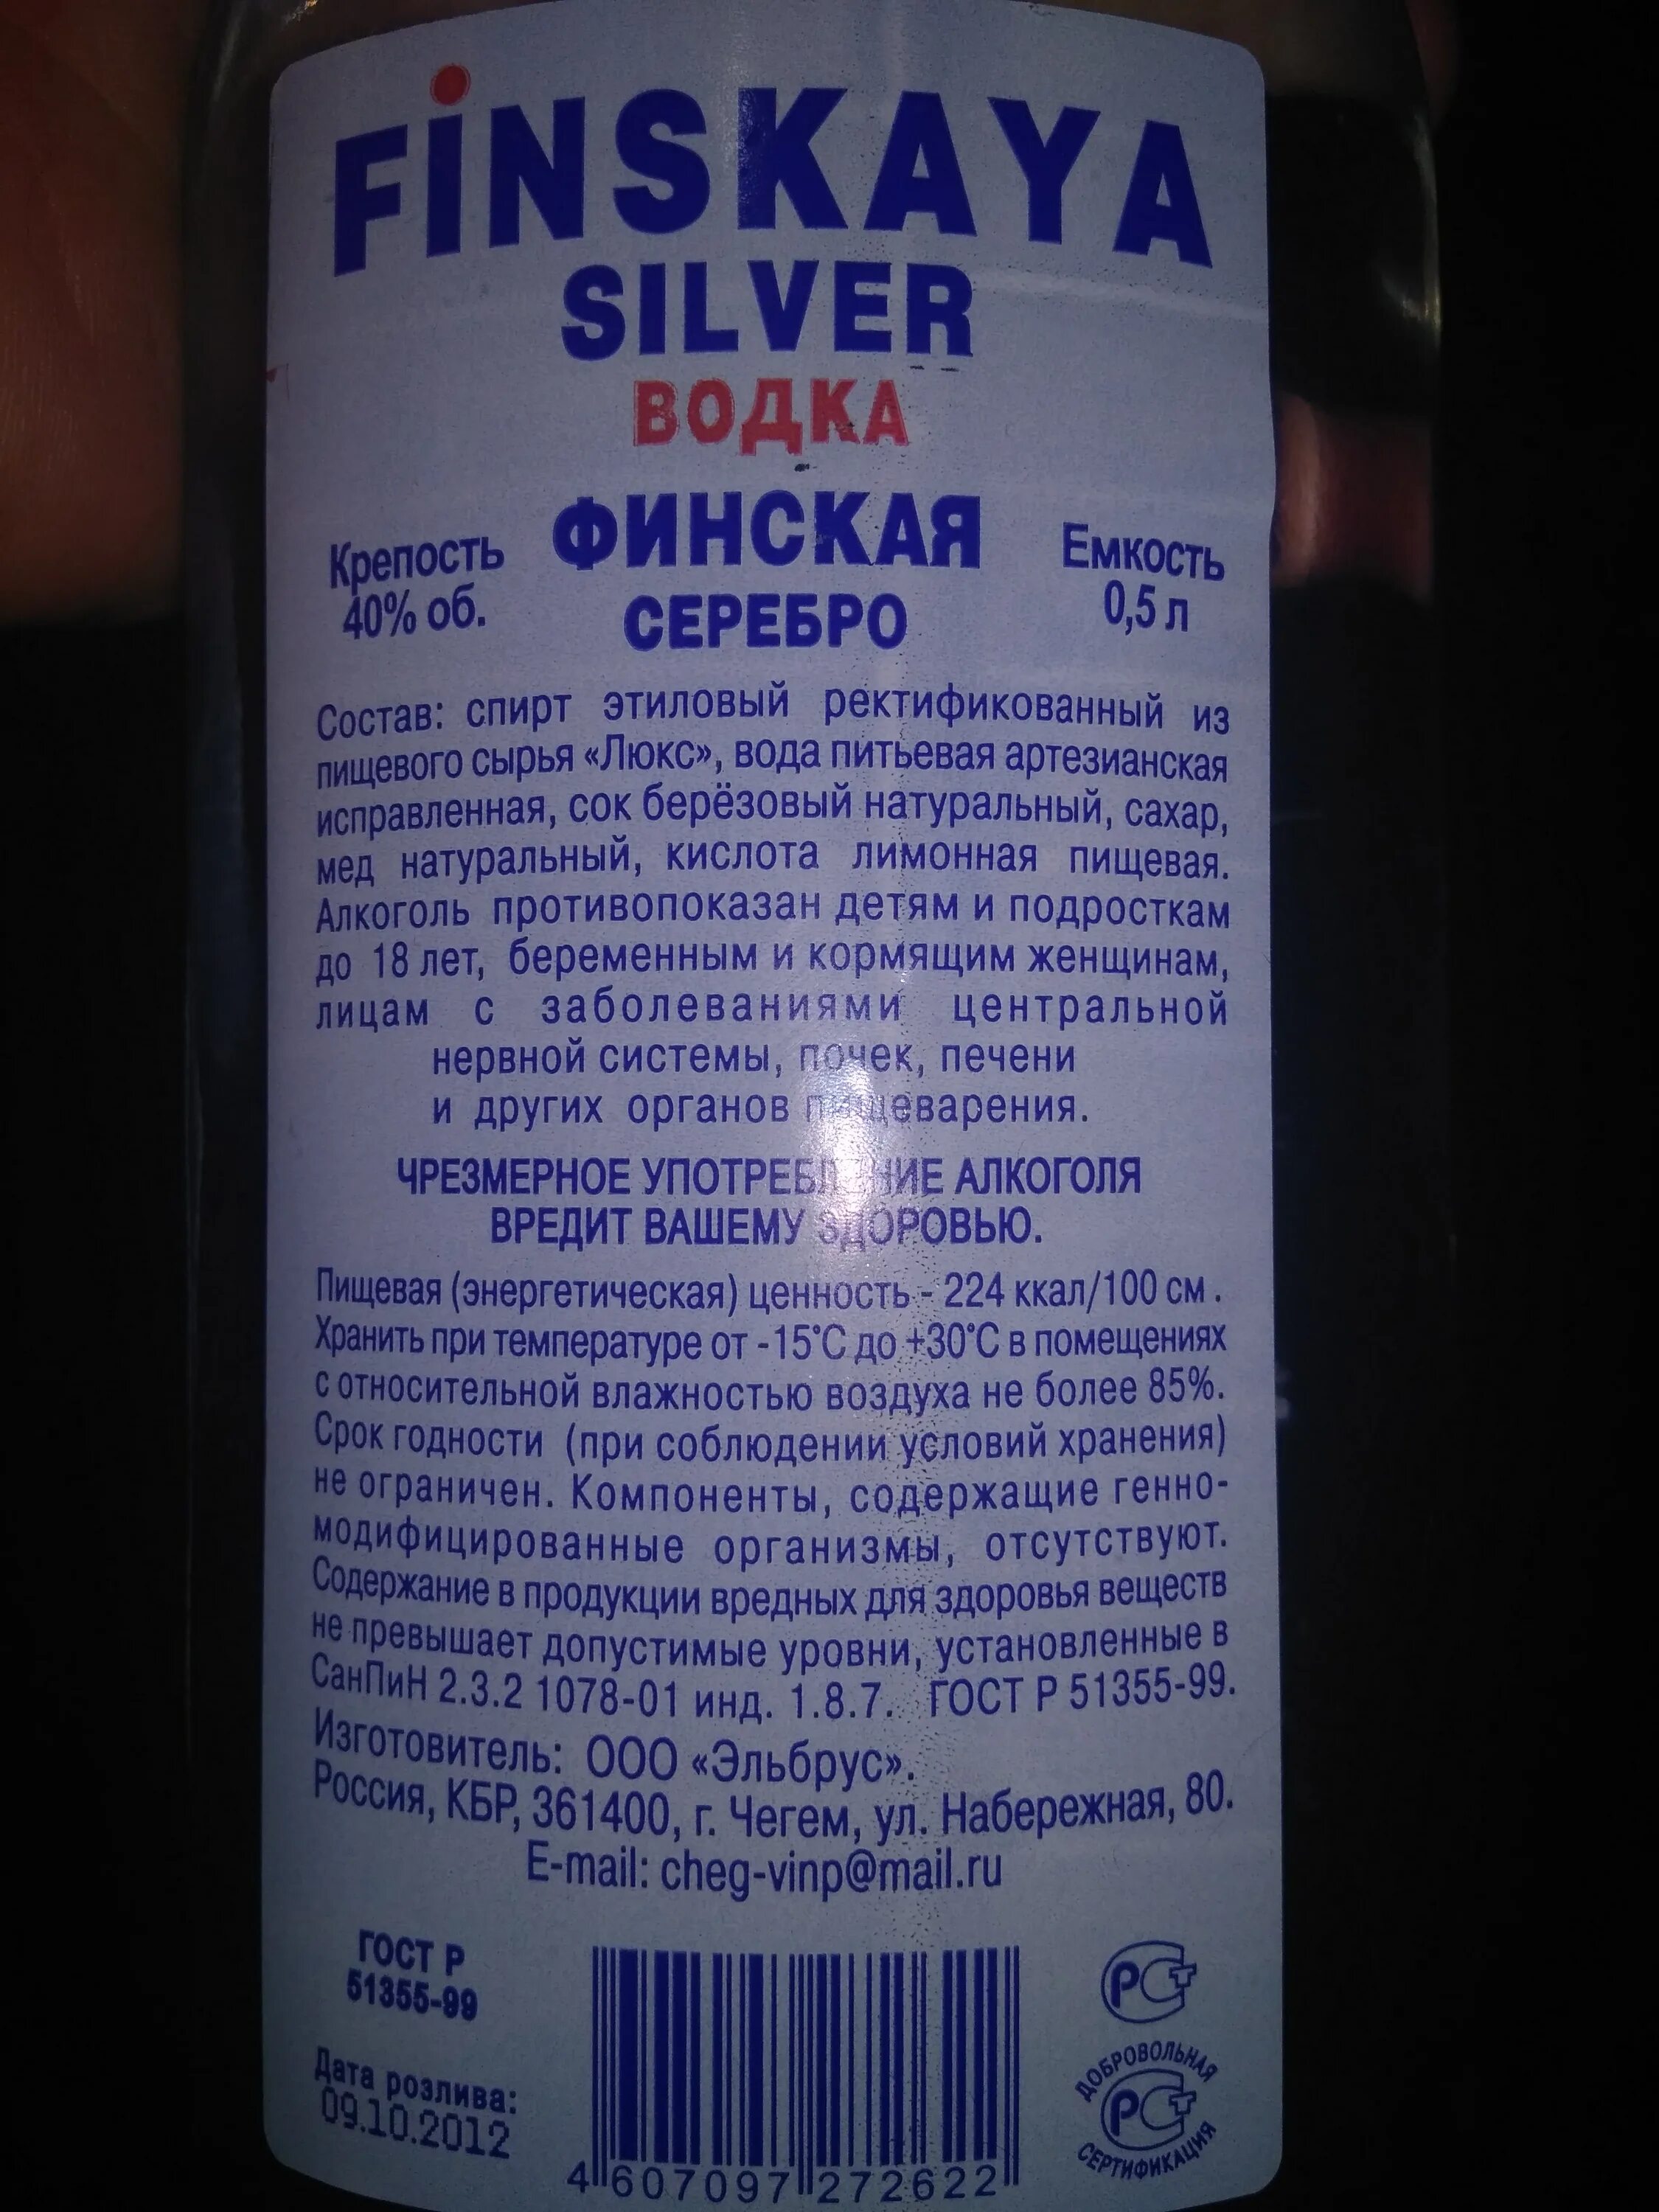 FINSKAYA
SILVER
ВОДКА
ФИНСКАЯ
СЕРЕБРО
Крепость
40% об.
Емкость
0,5 л
Состав: спирт этиловый ректификованный из
пищевого сырья «Люкс», вода питьевая артезианская
исправленная, сок берёзовый натуральный, сахар,
мед натуральный, кислота лимонная пищевая.
Алкоголь противопоказан детям и подросткам
до 18 лет, беременным и кормящим женщинам,
лицам с заболеваниями центральной
нервной системы, почек, печени
и других органов пищеварения.
ЧРЕЗМЕРНОЕ УПОТРЕБЛЕНИЕ АЛКОГОЛЯ
ВРЕДИТ ВАШЕМУ ЗДОРОВЬЮ.
Пищевая (энергетическая) ценность - 224 ккал/100 см .
Хранить при температуре от -15°С до +30°С в помещениях
с относительной влажностью воздуха не более 85%.
Срок годности (при соблюдении условий хранения)
не ограничен. Компоненты, содержащие генно-
модифицированные организмы, отсутствуют.
Содержание в продукции вредных для здоровья веществ
не превышает допустимые уровни, установленные в
СанПиН 2.3.2 1078-01 инд. 1.8.7. ГОСТ Р 51355-99.
Изготовитель: ООО «Эльбрус».
Россия, КБР, 361400, г. Чегем, ул. Набережная, 80.
E-mail: cheg-vinp@mail.ru
ГОСТ Р
51355-99
Дата розлива:
09.10.2012
4 607097 272622
РСТ
ДОБРОВОЛЬНАЯ
РСТ
СЕРТИФИКАЦИЯ